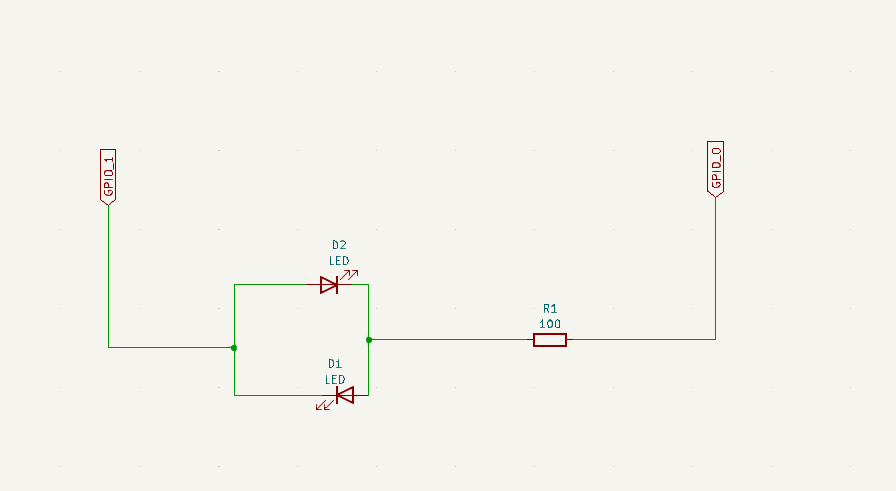 GPIO_1
GPIO_0
D2
LED
R1
100
D1
LED